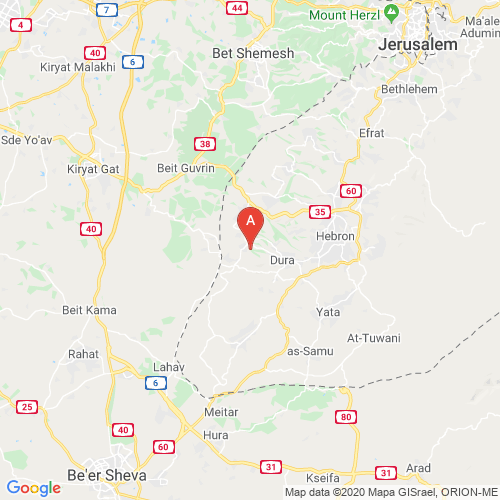 44
Mount Herzl
Ma'ale
Adumim
4
7
Jerusalem
40
Bet Shemesh
Kiryat Malakhi
6
Bethlehem
Efrat
Sde Yo'av
38
Kiryat Gat
Beit Guvrin
60
35
A
40
Hebron
Dura
Beit Kama
Yata
At-Tuwani
Rahat
as-Samu
Lahav
6
25
Meitar
80
40
Hura
60
31
Arad
31
Be'er Sheva
Kseifa
Google
Map data ©2020 Mapa GISrael, ORION-ME